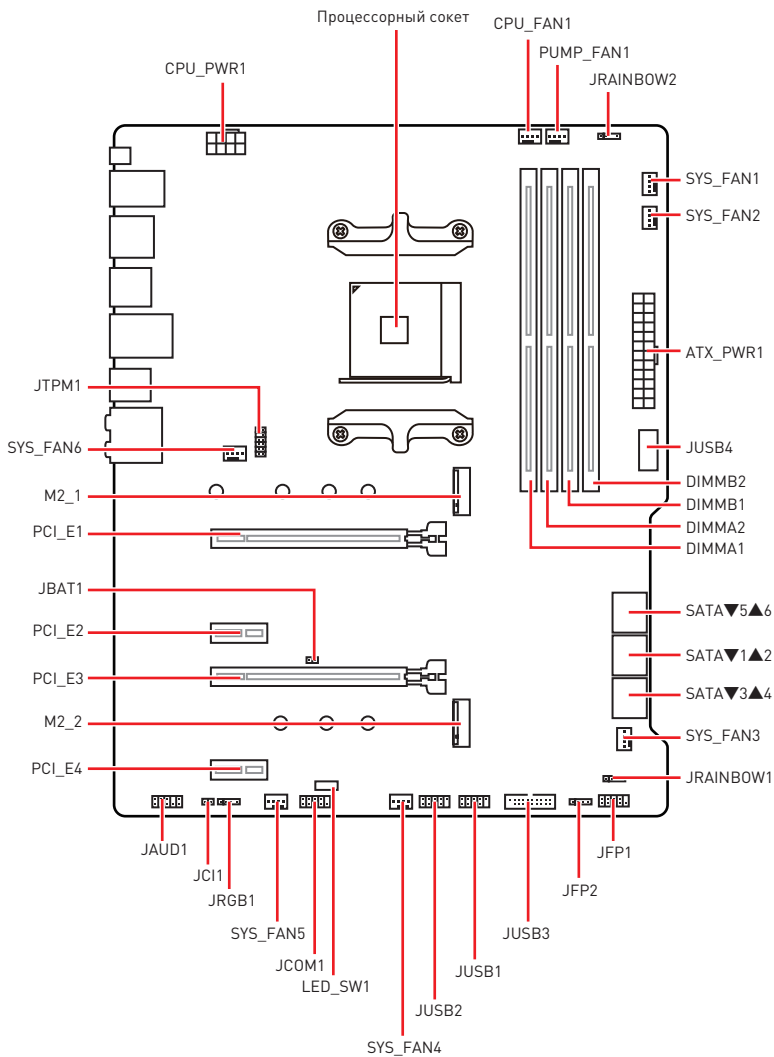 Процессорный сокет
CPU_FAN1
PUMP_FAN1
CPU_PWR1
JRAINBOW2
SYS_FAN1
SYS_FAN2
ATX_PWR1
JTPM1
SYS_FAN6
JUSB4
M2_1
DIMMB2
DIMMB1
PCI_E1
DIMMA2
DIMMA1
JBAT1
SATA▼5▲6
PCI_E2
SATA▼1▲2
PCI_E3
SATA▼3▲4
M2_2
SYS_FAN3
PCI_E4
JRAINBOW1
JAUD1
JFP1
JCI1
JFP2
JRGB1
SYS_FAN5
JUSB3
JCOM1
JUSB1
LED_SW1
JUSB2
SYS_FAN4